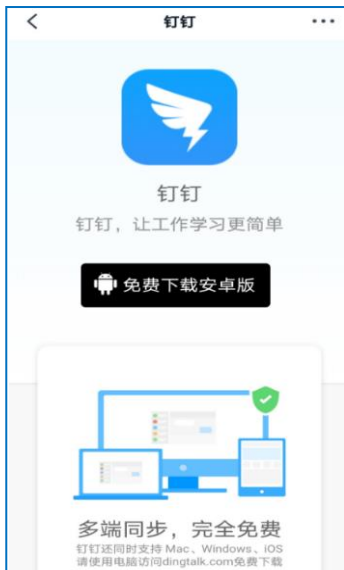 钉钉
钉钉
钉钉，让工作学习更简单
免费下载安卓版
多端同步，完全免费
钉钉还同时支持 Mac、Windows、iOS
请使用电脑访问dingtalk.com免费下载